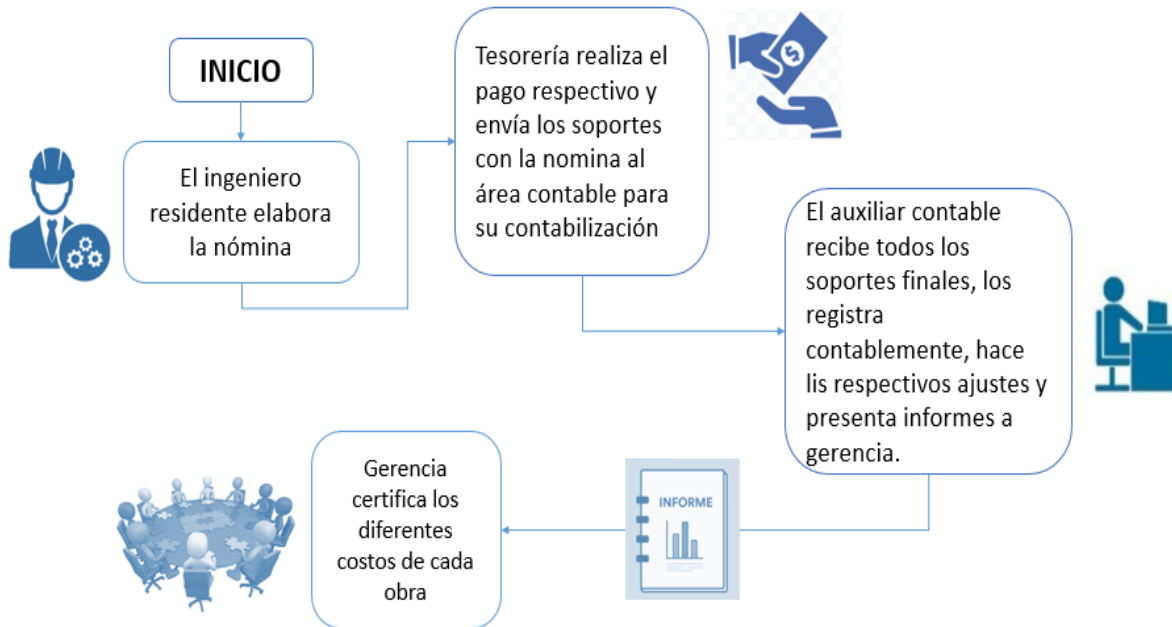 INICIO
El ingeniero
residente elabora
la nómina
Tesorería realiza el
pago respectivo y
envía los soportes
con la nomina al
área contable para
su contabilización
$
El auxiliar contable
recibe todos los
soportes finales, los
registra
contablemente, hace
lis respectivos ajustes y
presenta informes a
gerencia.
INFORME
Gerencia
certifica los
diferentes
costos de cada
obra